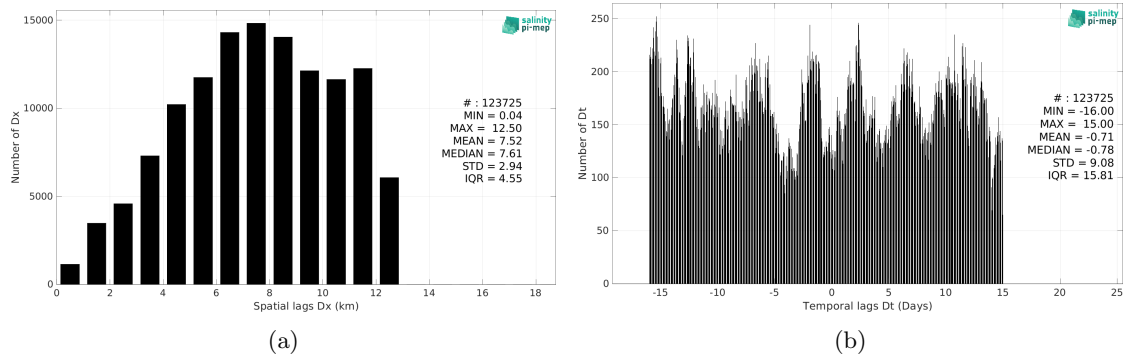 15000
10000
5000
0
Number of Dx
0 2 4 6 8 10 12 14 16 18
Spatial lags Dx (km)
salinity
pi-mep
# : 123725
MIN = 0.04
MAX = 12.50
MEAN = 7.52
MEDIAN = 7.61
STD = 2.94
IQR = 4.55
(a)
250
200
150
100
50
0
Number of Dt
-15 -10 -5 0 5 10 15 20 25
Temporal lags Dt (Days)
salinity
pi-mep
# : 123725
MIN = -16.00
MAX = 15.00
MEAN = -0.71
MEDIAN = -0.78
STD = 9.08
IQR = 15.81
(b)